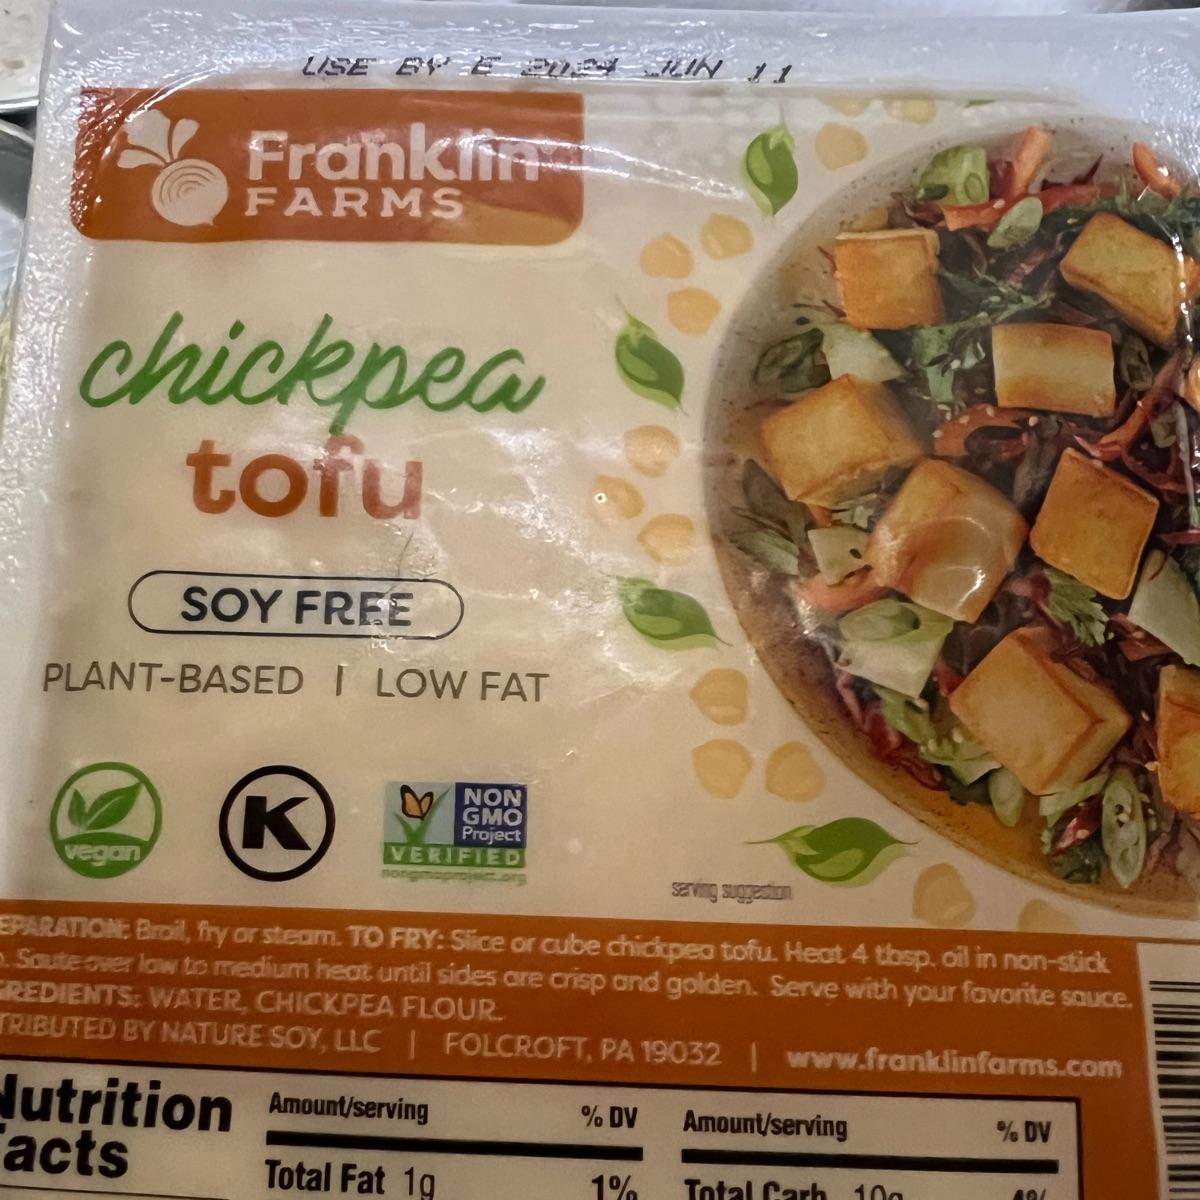 USE BY E 2024 JUN 11
Franklin
FARMS
chickpea
tofu
SOY FREE
PLANT-BASED | LOW FAT
vegan
K
NON
GMO
Project
VERIFIED
nongmoproject.org
serving suggestion
EPARATION: Broil, fry or steam. TO FRY: Slice or cube chickpea tofu. Heat 4 tbsp. oil in non-stick
. Saute over low to medium heat until sides are crisp and golden. Serve with your favorite sauce.
REDIENTS: WATER, CHICKPEA FLOUR.
TRIBUTED BY NATURE SOY, LLC | FOLCROFT, PA 19032 | www.franklinfarms.com
Nutrition
Facts
Amount/serving % DV
Total Fat 1g 1%
Amount/serving % DV
Total Carb. 10g 4%